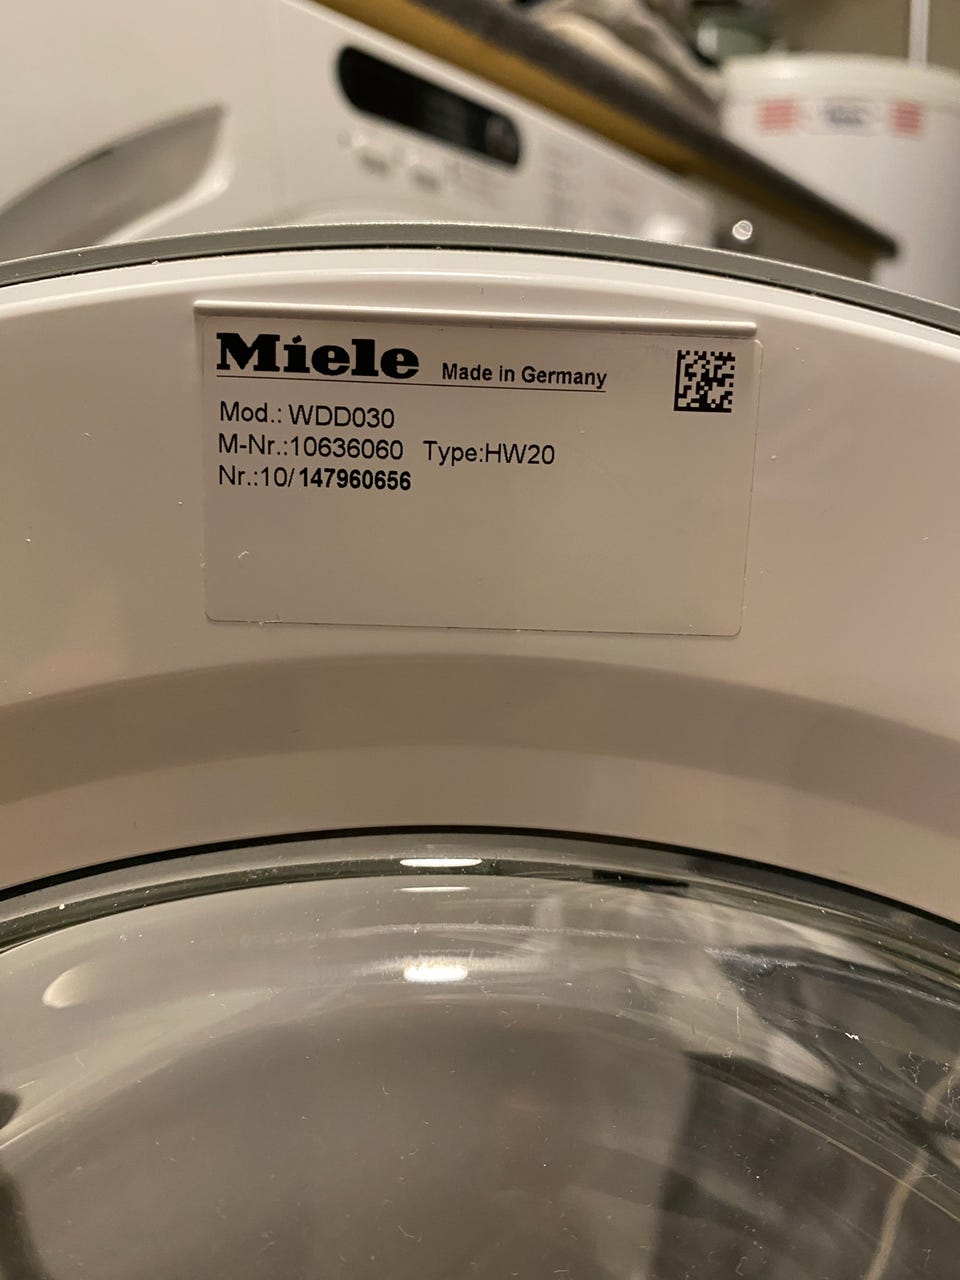 Miele Made in Germany
Mod.: WDD030
M-Nr.:10636060 Type:HW20
Nr.:10/147960656